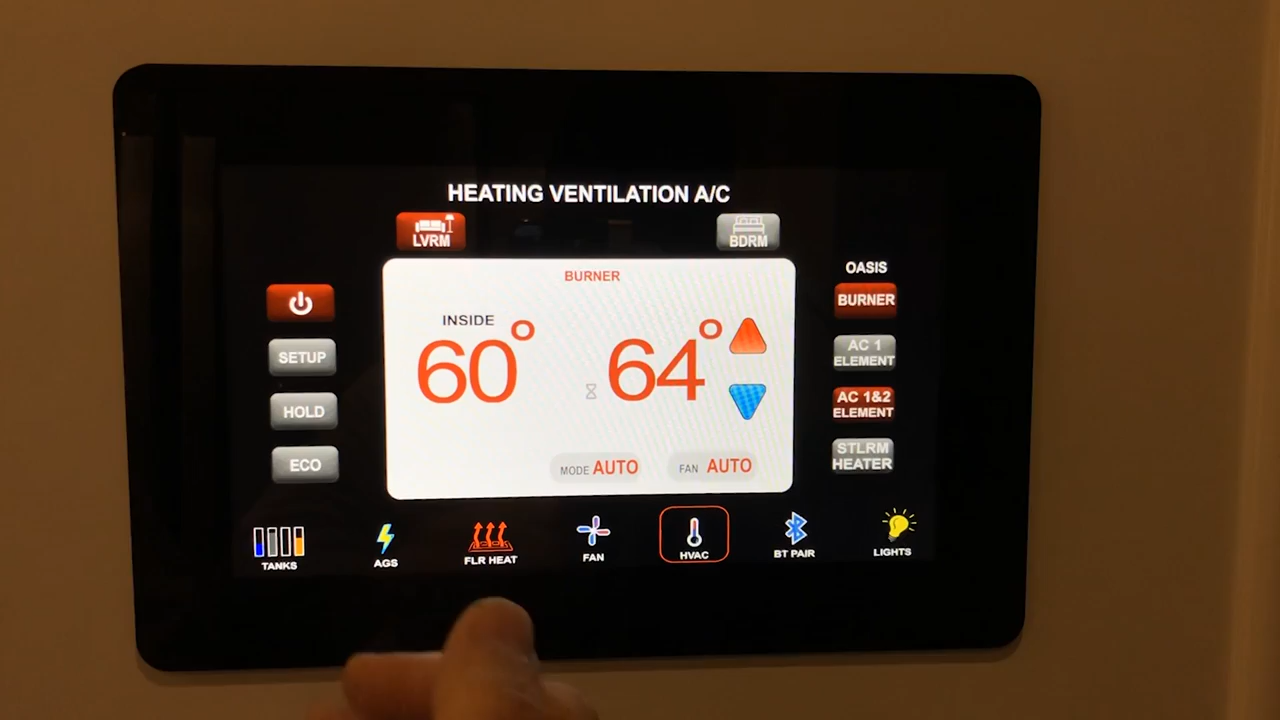 HEATING VENTILATION A/C
LVRM
BDRM
SETUP
HOLD
ECO
BURNER
INSIDE
60°
64°
MODE AUTO
FAN AUTO
OASIS
BURNER
AC 1
ELEMENT
AC 1&2
ELEMENT
STLRM
HEATER
TANKS
AGS
FLR HEAT
FAN
HVAC
BT PAIR
LIGHTS